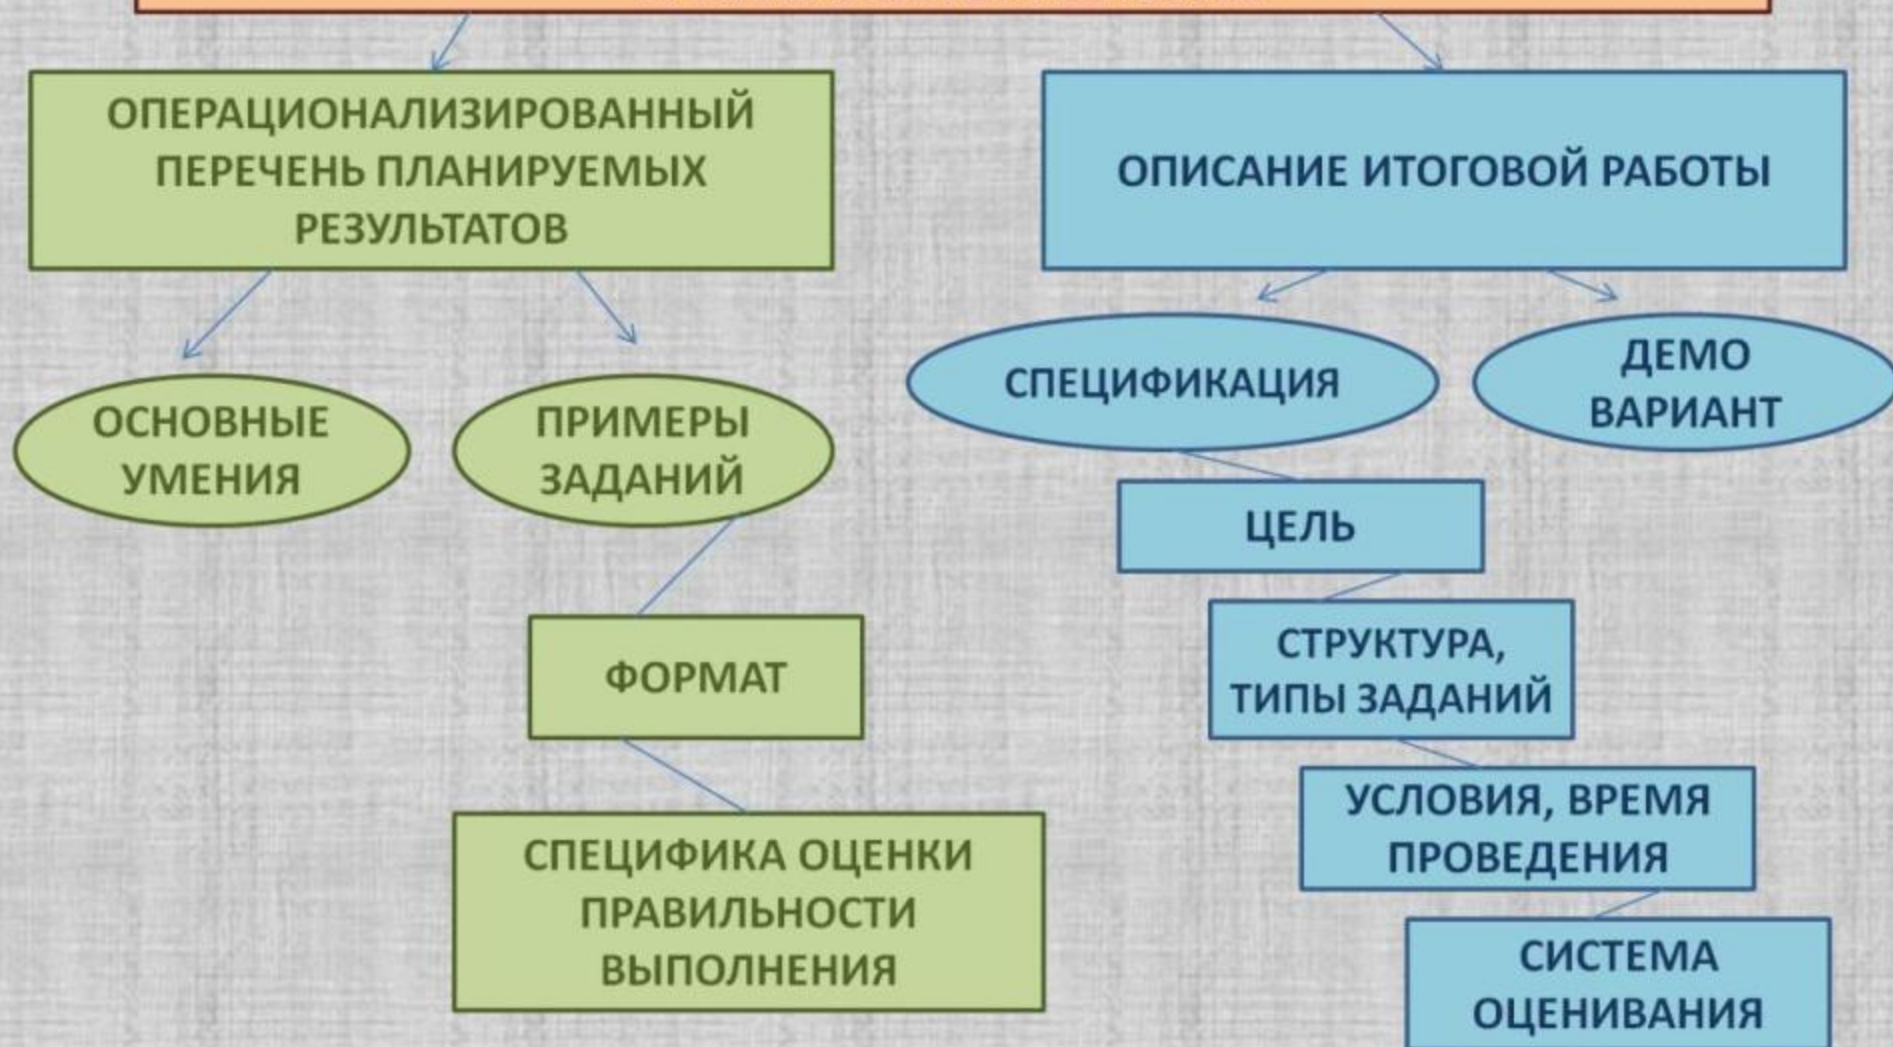 ОПЕРАЦИОНАЛИЗИРОВАННЫЙ
ПЕРЕЧЕНЬ ПЛАНИРУЕМЫХ
РЕЗУЛЬТАТОВ
ОПИСАНИЕ ИТОГОВОЙ РАБОТЫ
ОСНОВНЫЕ
УМЕНИЯ
ПРИМЕРЫ
ЗАДАНИЙ
СПЕЦИФИКАЦИЯ
ДЕМО
ВАРИАНТ
ФОРМАТ
СПЕЦИФИКА ОЦЕНКИ
ПРАВИЛЬНОСТИ
ВЫПОЛНЕНИЯ
ЦЕЛЬ
СТРУКТУРА,
ТИПЫ ЗАДАНИЙ
УСЛОВИЯ, ВРЕМЯ
ПРОВЕДЕНИЯ
СИСТЕМА
ОЦЕНИВАНИЯ